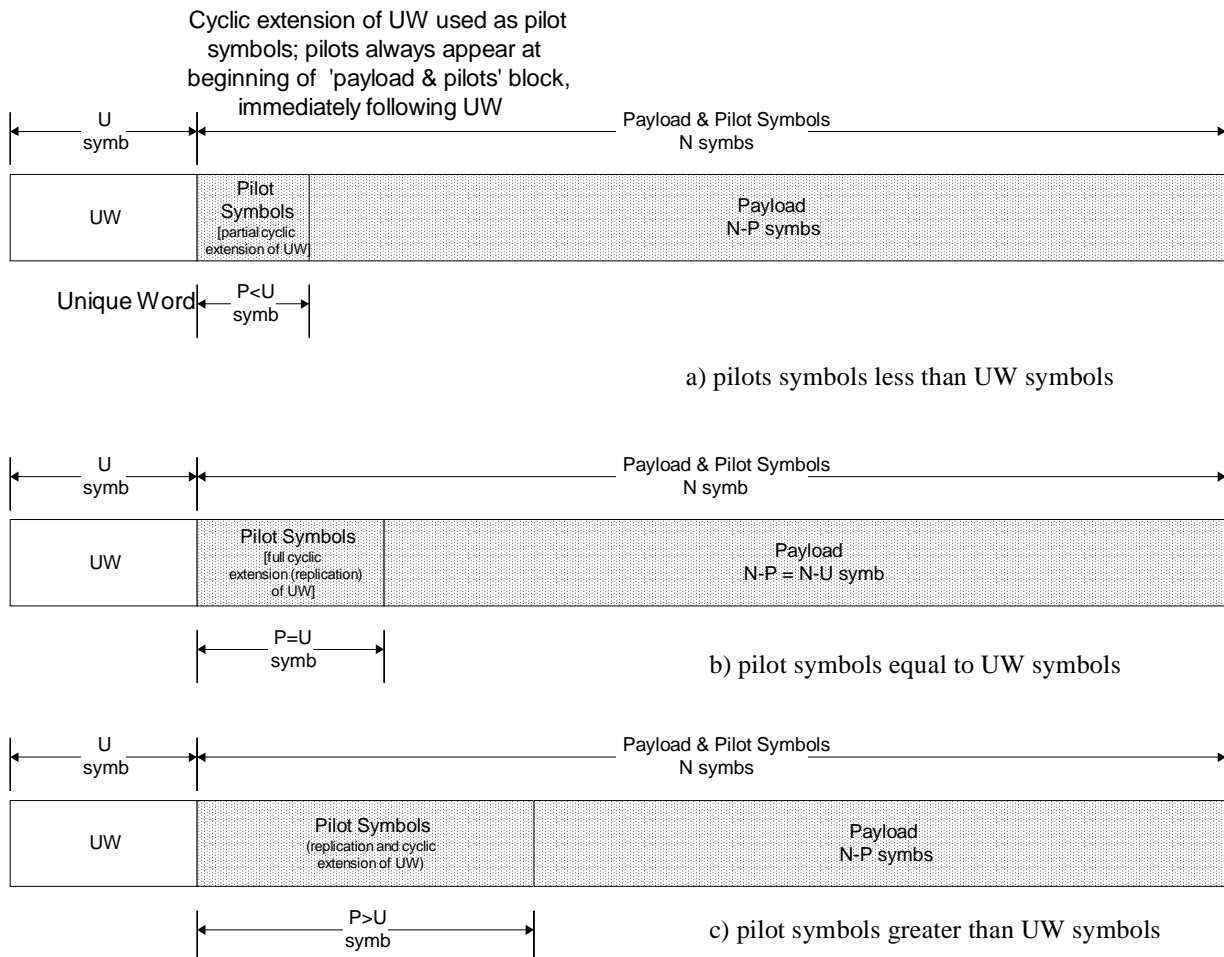 Cyclic extension of UW used as pilot
symbols; pilots always appear at
beginning of 'payload & pilots' block,
immediately following UW
U
symb
Payload & Pilot Symbols
N symbs
UW
Pilot
Symbols
[partial cyclic
extension of UW]
Payload
N-P symbs
Unique Word
P<U
symb
a) pilots symbols less than UW symbols
U
symb
Payload & Pilot Symbols
N symb
UW
Pilot Symbols
[full cyclic
extension (replication)
of UW]
Payload
N-P = N-U symb
P=U
symb
b) pilot symbols equal to UW symbols
U
symb
Payload & Pilot Symbols
N symbs
UW
Pilot Symbols
(replication and cyclic
extension of UW)
Payload
N-P symbs
P>U
symb
c) pilot symbols greater than UW symbols